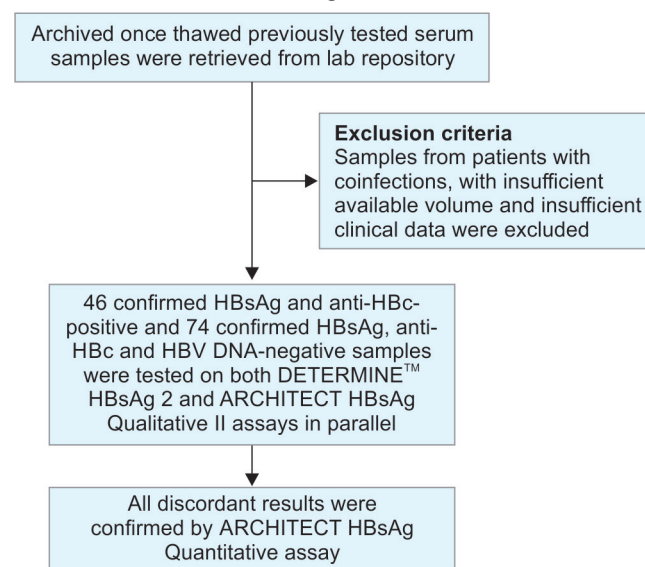 Archived once thawed previously tested serum
samples were retrieved from lab repository
Exclusion criteria
Samples from patients with
coinfections, with insufficient
available volume and insufficient
clinical data were excluded
46 confirmed HBsAg and anti-HBc-
positive and 74 confirmed HBsAg, anti-
HBc and HBV DNA-negative samples
were tested on both DETERMINE™
HBsAg 2 and ARCHITECT HBsAg
Qualitative II assays in parallel
All discordant results were
confirmed by ARCHITECT HBsAg
Quantitative assay